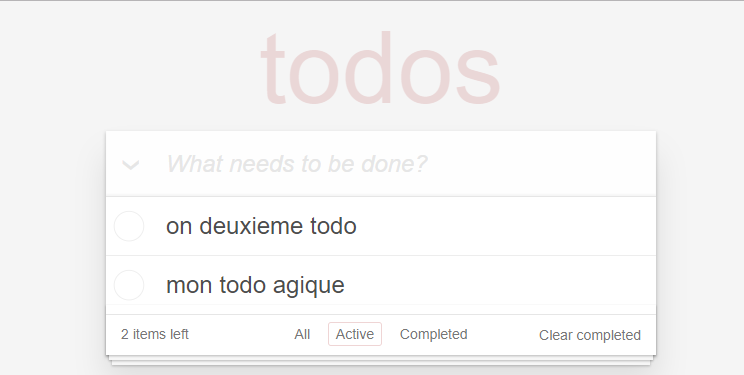 todos
What needs to be done?
on deuxieme todo
mon todo agique
2 items left All Active Completed Clear completed